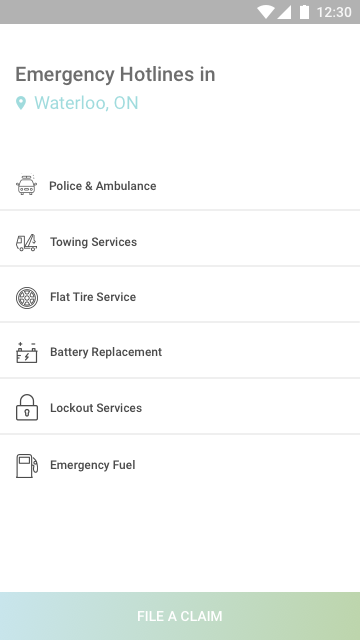 12:30
Emergency Hotlines in
Waterloo, ON
Police & Ambulance
Towing Services
Flat Tire Service
Battery Replacement
Lockout Services
Emergency Fuel
FILE A CLAIM